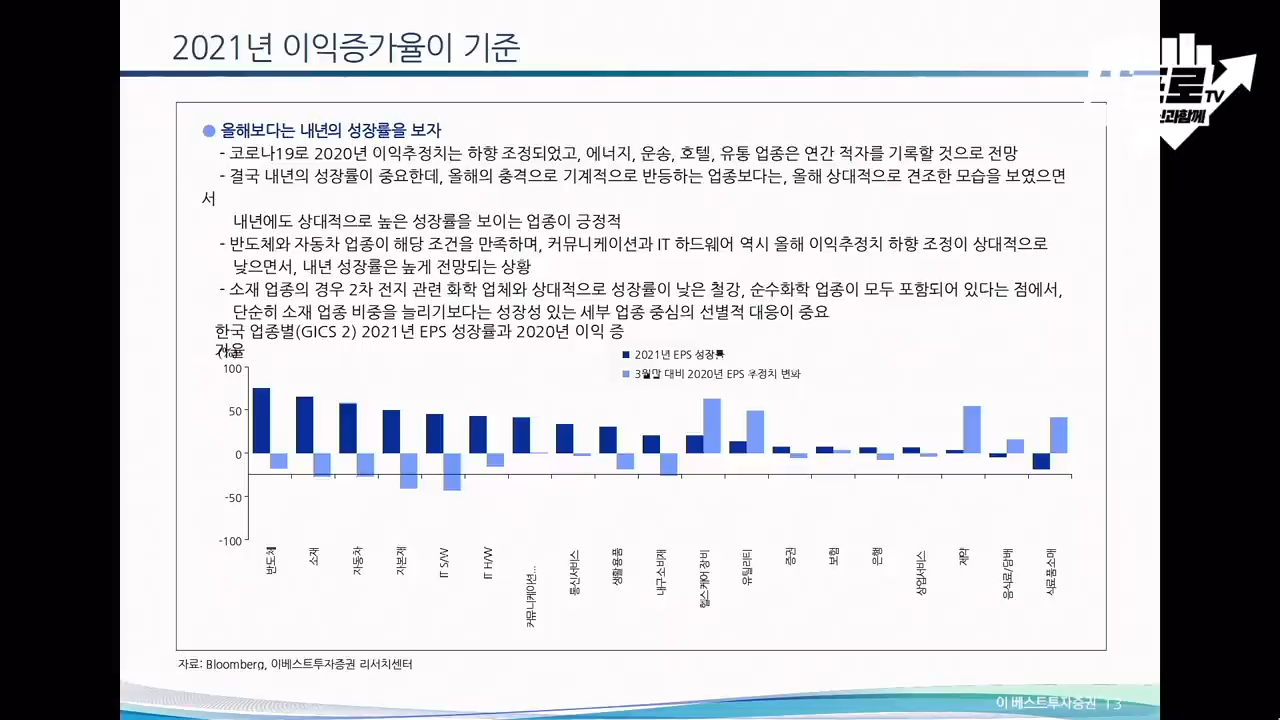 2021년 이익증가율이 기준
로TV
신과함께
● 올해보다는 내년의 성장률을 보자
- 코로나19로 2020년 이익추정치는 하향 조정되었고, 에너지, 운송, 호텔, 유통 업종은 연간 적자를 기록할 것으로 전망
- 결국 내년의 성장률이 중요한데, 올해의 충격으로 기계적으로 반등하는 업종보다는, 올해 상대적으로 견조한 모습을 보였으면
서
내년에도 상대적으로 높은 성장률을 보이는 업종이 긍정적
- 반도체와 자동차 업종이 해당 조건을 만족하며, 커뮤니케이션과 IT 하드웨어 역시 올해 이익추정치 하향 조정이 상대적으로
낮으면서, 내년 성장률은 높게 전망되는 상황
- 소재 업종의 경우 2차 전지 관련 화학 업체와 상대적으로 성장률이 낮은 철강, 순수화학 업종이 모두 포함되어 있다는 점에서,
단순히 소재 업종 비중을 늘리기보다는 성장성 있는 세부 업종 중심의 선별적 대응이 중요
한국 업종별(GICS 2) 2021년 EPS 성장률과 2020년 이익 증
가율
2021년 EPS 성장률
3월말 대비 2020년 EPS 추정치 변화
100
50
0
-50
-100
반도체
소재
자동차
자본재
IT S/W
IT H/W
커뮤니케이션...
통신서비스
생활용품
내구소비재
헬스케어 장비
유틸리티
증권
보험
은행
상업서비스
제약
음식료/담배
식료품소매
자료: Bloomberg, 이베스트투자증권 리서치센터
이베스트투자증권 13